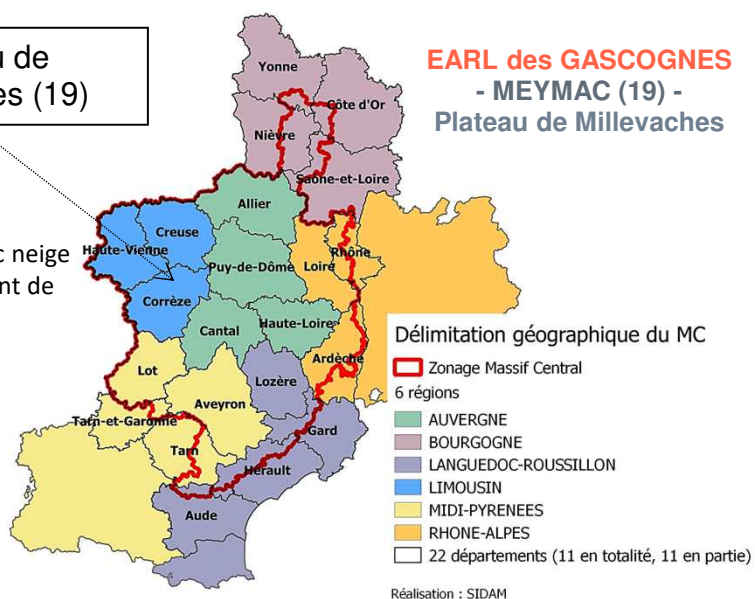 u de
es (19)
EARL des GASCOGNES
- MEYMAC (19) -
Plateau de Millevaches
c neige
nt de
Yonne
Côte d'Or
Nièvre
Saône-et-Loire
Allier
Creuse
Haute-Vienne
Puy-de-Dôme
Loire
Rhône
Corrèze
Cantal
Haute-Loire
Ardèche
Lot
Lozère
Aveyron
Tarn-et-Garonne
Tarn
Gard
Hérault
Aude
Délimitation géographique du MC
Zonage Massif Central
6 régions
AUVERGNE
BOURGOGNE
LANGUEDOC-ROUSSILLON
LIMOUSIN
MIDI-PYRENEES
RHONE-ALPES
22 départements (11 en totalité, 11 en partie)
Réalisation : SIDAM